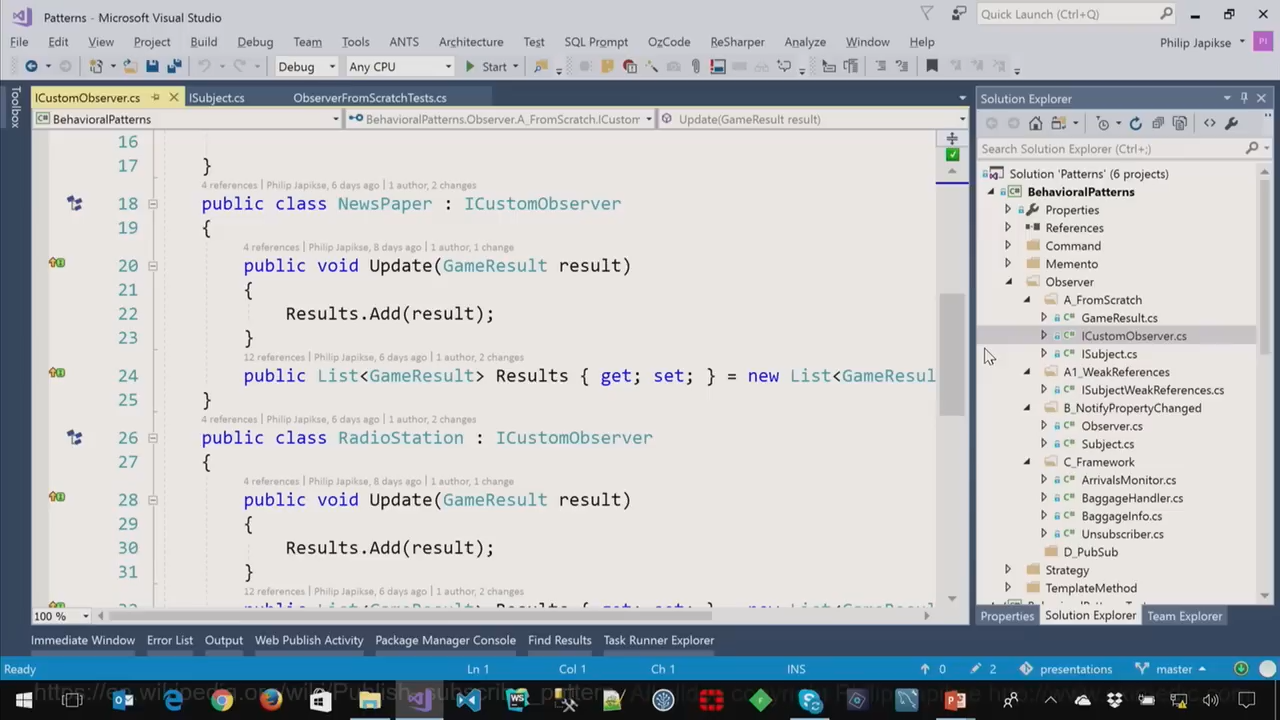 Patterns - Microsoft Visual Studio
Quick Launch (Ctrl+Q)
File Edit View Project Build Debug Team Tools ANTS Architecture Test SQL Prompt OzCode ReSharper Analyze Window Help
Philip Japikse PI
Debug Any CPU Start
Toolbox
ICustomObserver.cs ISubject.cs ObserverFromScratchTests.cs
BehavioralPatterns BehavioralPatterns.Observer.A_FromScratch.ICustom Update(GameResult result)
16
17 }
4 references | Philip Japikse, 6 days ago | 1 author, 2 changes
18 public class NewsPaper : ICustomObserver
19 {
4 references | Philip Japikse, 8 days ago | 1 author, 1 change
20 public void Update(GameResult result)
21 {
22 Results.Add(result);
23 }
12 references | Philip Japikse, 6 days ago | 1 author, 2 changes
24 public List<GameResult> Results { get; set; } = new List<GameResul
25 }
4 references | Philip Japikse, 6 days ago | 1 author, 2 changes
26 public class RadioStation : ICustomObserver
27 {
4 references | Philip Japikse, 8 days ago | 1 author, 1 change
28 public void Update(GameResult result)
29 {
30 Results.Add(result);
31 }
12 references | Philip Japikse, 6 days ago | 1 author, 2 changes
100 %
Solution Explorer
Search Solution Explorer (Ctrl+;)
Solution 'Patterns' (6 projects)
BehavioralPatterns
Properties
References
Command
Memento
Observer
A_FromScratch
GameResult.cs
ICustomObserver.cs
ISubject.cs
A1_WeakReferences
ISubjectWeakReferences.cs
B_NotifyPropertyChanged
Observer.cs
Subject.cs
C_Framework
ArrivalsMonitor.cs
BaggageHandler.cs
BaggageInfo.cs
Unsubscriber.cs
D_PubSub
Strategy
TemplateMethod
Properties Solution Explorer Team Explorer
Immediate Window Error List Output Web Publish Activity Package Manager Console Find Results Task Runner Explorer
Ready Ln 1 Col 1 Ch 1 INS 0 2 presentations master